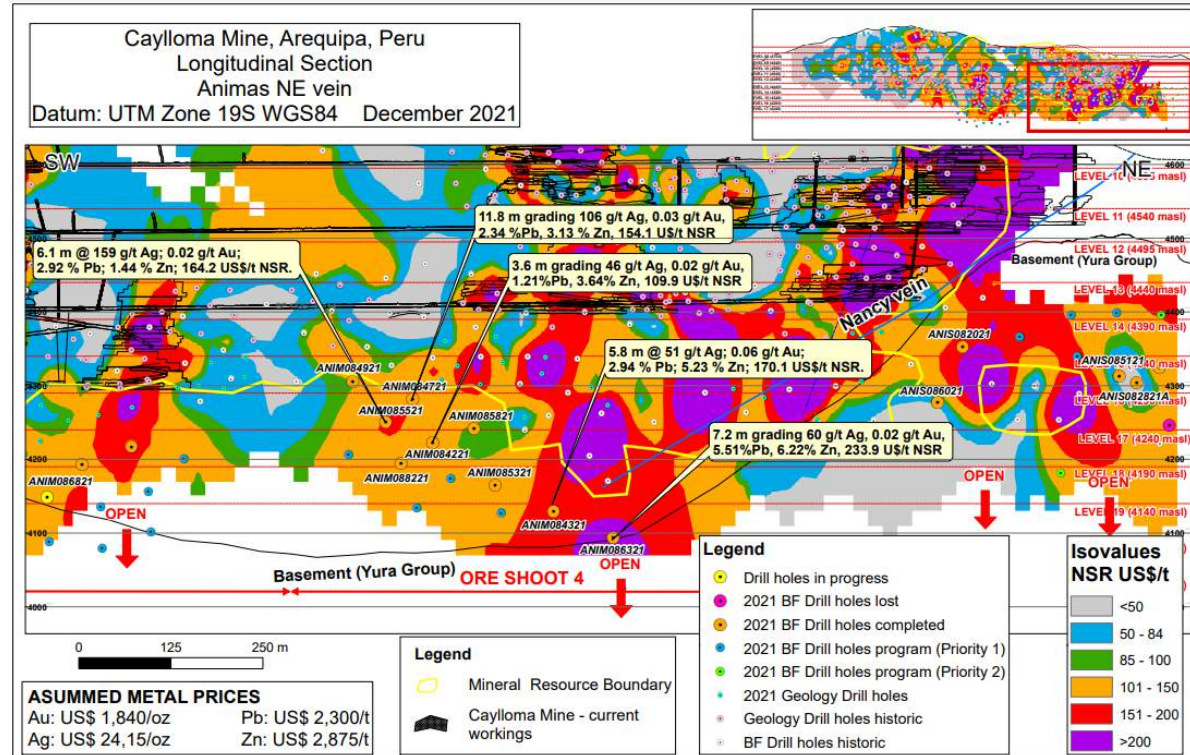 Caylloma Mine, Arequipa, Peru
Longitudinal Section
Animas NE vein
Datum: UTM Zone 19S WGS84 December 2021
SW
NE
4600
LEVEL 11 (4540 masl)
4500
LEVEL 12 (4495 masl)
Basement (Yura Group)
LEVEL 13 (4440 masl)
4400
LEVEL 14 (4390 masl)
4300
LEVEL 17 (4240 masl)
4200
LEVEL 18 (4190 masl)
LEVEL 19 (4140 masl)
4100
4000
11.8 m grading 106 g/t Ag, 0.03 g/t Au,
2.34 %Pb, 3.13 % Zn, 154.1 U$/t NSR
6.1 m @ 159 g/t Ag; 0.02 g/t Au;
2.92 % Pb; 1.44 % Zn; 164.2 US$/t NSR.
3.6 m grading 46 g/t Ag, 0.02 g/t Au,
1.21%Pb, 3.64% Zn, 109.9 U$/t NSR
Nancy vein
5.8 m @ 51 g/t Ag; 0.06 g/t Au;
2.94 % Pb; 5.23 % Zn; 170.1 US$/t NSR.
7.2 m grading 60 g/t Ag, 0.02 g/t Au,
5.51%Pb, 6.22% Zn, 233.9 U$/t NSR
ANIS082021
ANIS085121
ANIM084921
ANIM084721
ANIS086021
ANIS082821A
ANIM085521
ANIM085821
ANIM084221
ANIM088221
ANIM085321
ANIM086821
ANIM084321
ANIM086321
OPEN
OPEN
OPEN
OPEN
Basement (Yura Group)
ORE SHOOT 4
0 125 250 m
ASUMMED METAL PRICES
Au: US$ 1,840/oz Pb: US$ 2,300/t
Ag: US$ 24,15/oz Zn: US$ 2,875/t
Legend
Mineral Resource Boundary
Caylloma Mine - current
workings
Legend
Drill holes in progress
2021 BF Drill holes lost
2021 BF Drill holes completed
2021 BF Drill holes program (Priority 1)
2021 BF Drill holes program (Priority 2)
2021 Geology Drill holes
Geology Drill holes historic
BF Drill holes historic
Isovalues
NSR US$/t
<50
50 - 84
85 - 100
101 - 150
151 - 200
>200